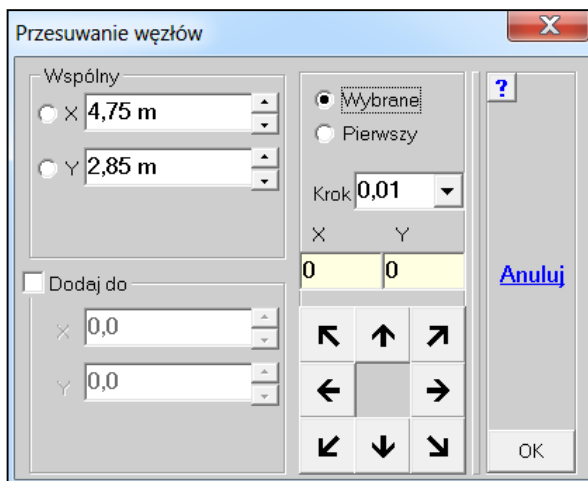 Przesuwanie węzłów
Wspólny
X 4,75 m
Y 2,85 m
Dodaj do
X 0,0
Y 0,0
Wybrane
Pierwszy
Krok 0,01
X Y
0 0
?
Anuluj
OK